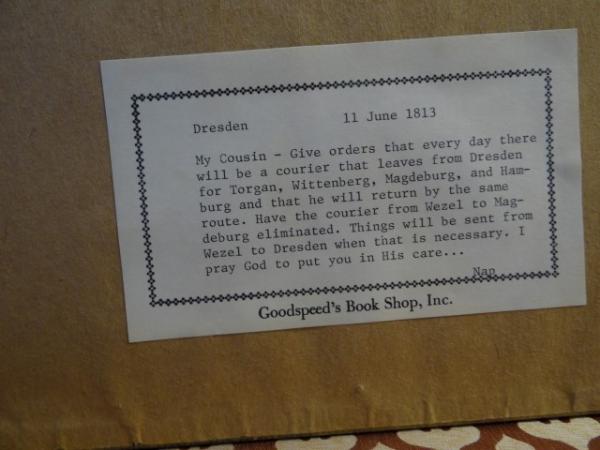 Dresden 11 June 1813
My Cousin - Give orders that every day there
will be a courier that leaves from Dresden
for Torgan, Wittenberg, Magdeburg, and Ham-
burg and that he will return by the same
route. Have the courier from Wezel to Mag-
deburg eliminated. Things will be sent from
Wezel to Dresden when that is necessary. I
pray God to put you in His care...
Nap
Goodspeed's Book Shop, Inc.